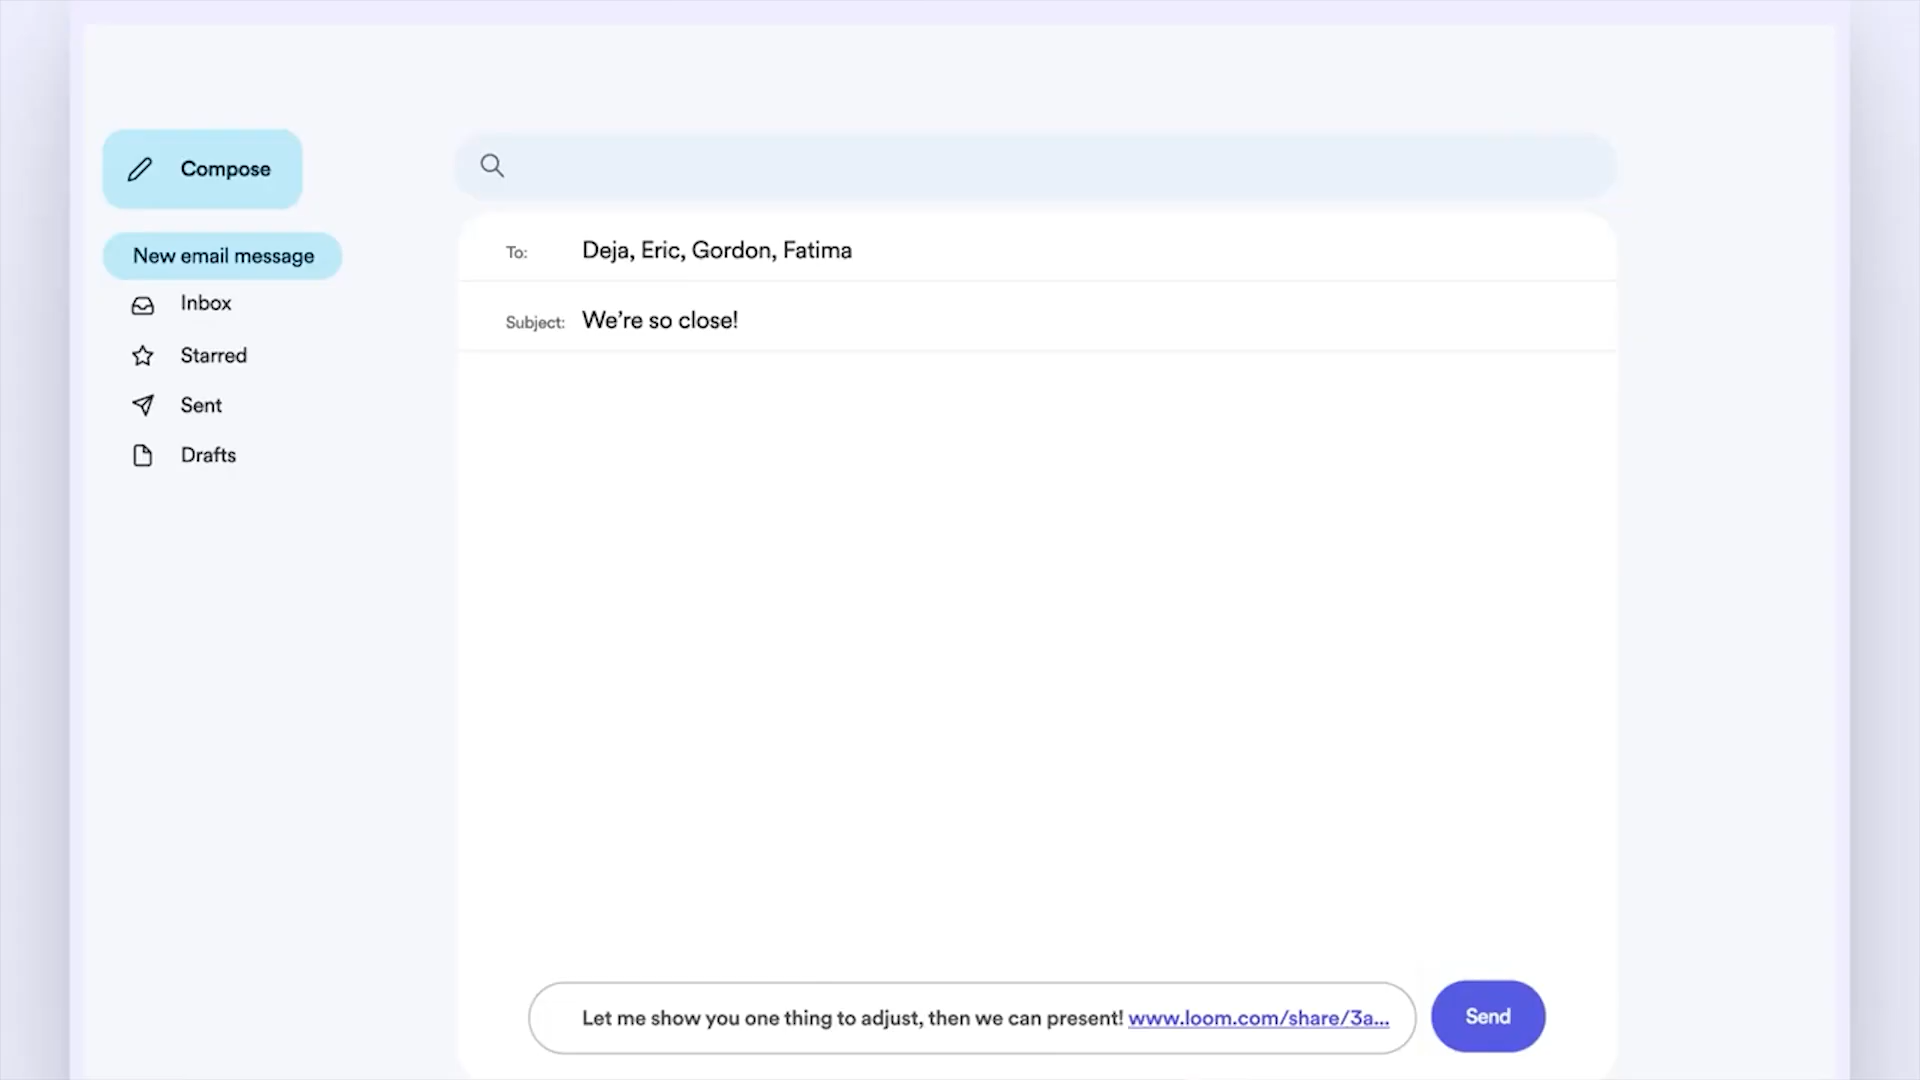 Compose
New email message
Inbox
Starred
Sent
Drafts
To: Deja, Eric, Gordon, Fatima
Subject: We’re so close!
Let me show you one thing to adjust, then we can present! www.loom.com/share/3a...
Send